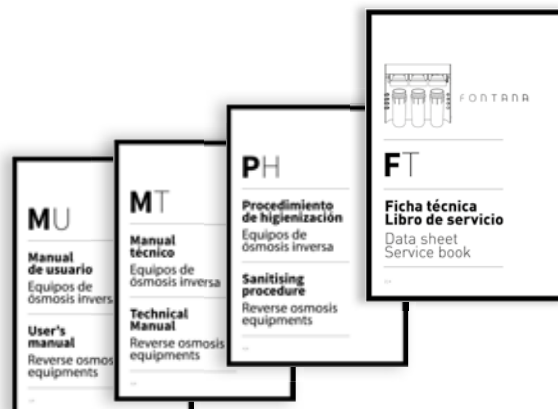 MU
Manual
de usuario
Equipos de
ósmosis invers
User's
manual
Reverse osmos
equipments
MT
Manual
técnico
Equipos de
ósmosis inversa
Technical
Manual
Reverse osmosis
equipments
PH
Procedimiento
de higienización
Equipos de
ósmosis inversa
Sanitising
procedure
Reverse osmosis
equipments
FONTANA
FT
Ficha técnica
Libro de servicio
Data sheet
Service book